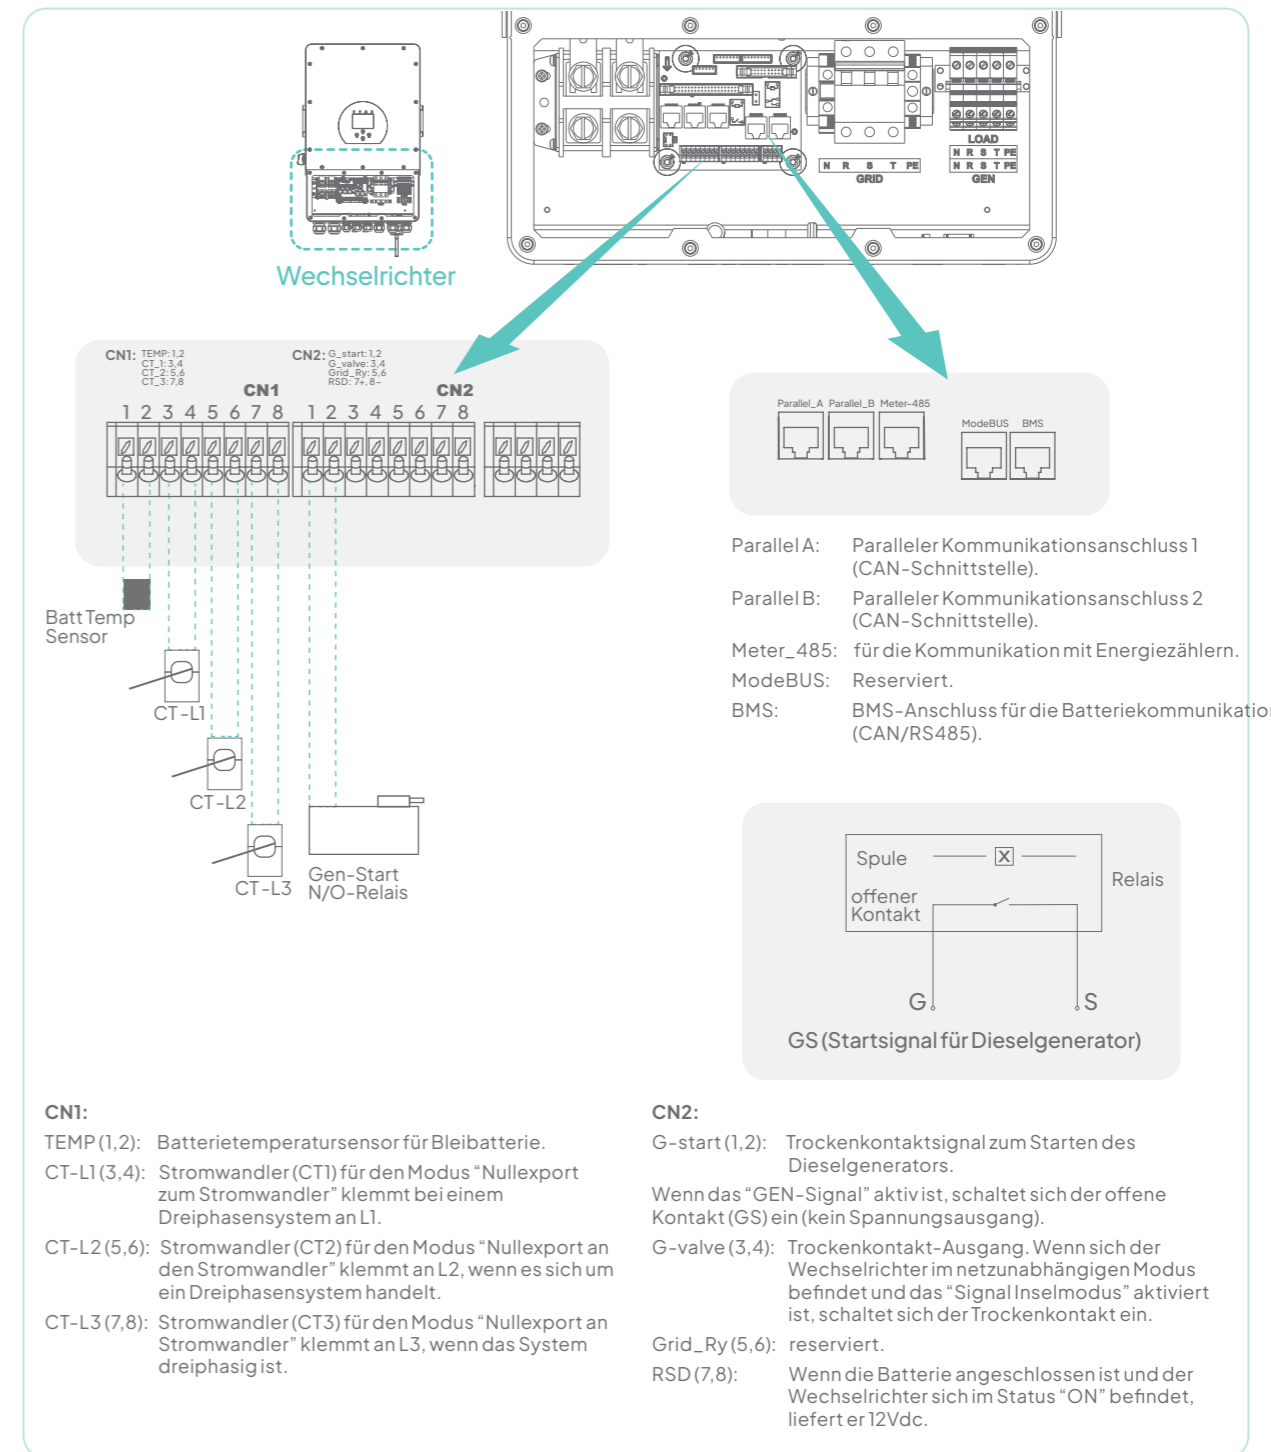 LOAD
N R S T PE
N R S T PE
GEN
N R S T PE
GRID
Wechselrichter
CN1: TEMP:1,2
CT_1:3,4
CT_2:5,6
CT_3:7,8
CN1
1 2 3 4 5 6 7 8
CN2: G_start:1,2
G_valve:3,4
Grid_Ry:5,6
RSD: 7+,8−
CN2
1 2 3 4 5 6 7 8
Batt Temp
Sensor
CT-L1
CT-L2
CT-L3
Gen-Start
N/O-Relais
Parallel_A Parallel_B Meter-485
ModeBUS BMS
Parallel A: Paralleler Kommunikationsanschluss 1
(CAN-Schnittstelle).
Parallel B: Paralleler Kommunikationsanschluss 2
(CAN-Schnittstelle).
Meter_485: für die Kommunikation mit Energiezählern.
ModeBUS: Reserviert.
BMS: BMS-Anschluss für die Batteriekommunikation
(CAN/RS485).
Spule
X
Relais
offener
Kontakt
G
S
GS (Startsignal für Dieselgenerator)
CN1:
TEMP (1,2): Batterietemperatursensor für Bleibatterie.
CT-L1 (3,4): Stromwandler (CT1) für den Modus “Nullexport
zum Stromwandler” klemmt bei einem
Dreiphasensystem an L1.
CT-L2 (5,6): Stromwandler (CT2) für den Modus “Nullexport an
den Stromwandler” klemmt an L2, wenn es sich um
ein Dreiphasensystem handelt.
CT-L3 (7,8): Stromwandler (CT3) für den Modus “Nullexport an
Stromwandler” klemmt an L3, wenn das System
dreiphasig ist.
CN2:
G-start (1,2): Trockenkontaktsignal zum Starten des
Dieselgenerators.
Wenn das “GEN-Signal” aktiv ist, schaltet sich der offene
Kontakt (GS) ein (kein Spannungsausgang).
G-valve (3,4): Trockenkontakt-Ausgang. Wenn sich der
Wechselrichter im netzunabhängigen Modus
befindet und das “Signal Inselmodus” aktiviert
ist, schaltet sich der Trockenkontakt ein.
Grid_Ry (5,6): reserviert.
RSD (7,8): Wenn die Batterie angeschlossen ist und der
Wechselrichter sich im Status “ON” befindet,
liefert er 12Vdc.